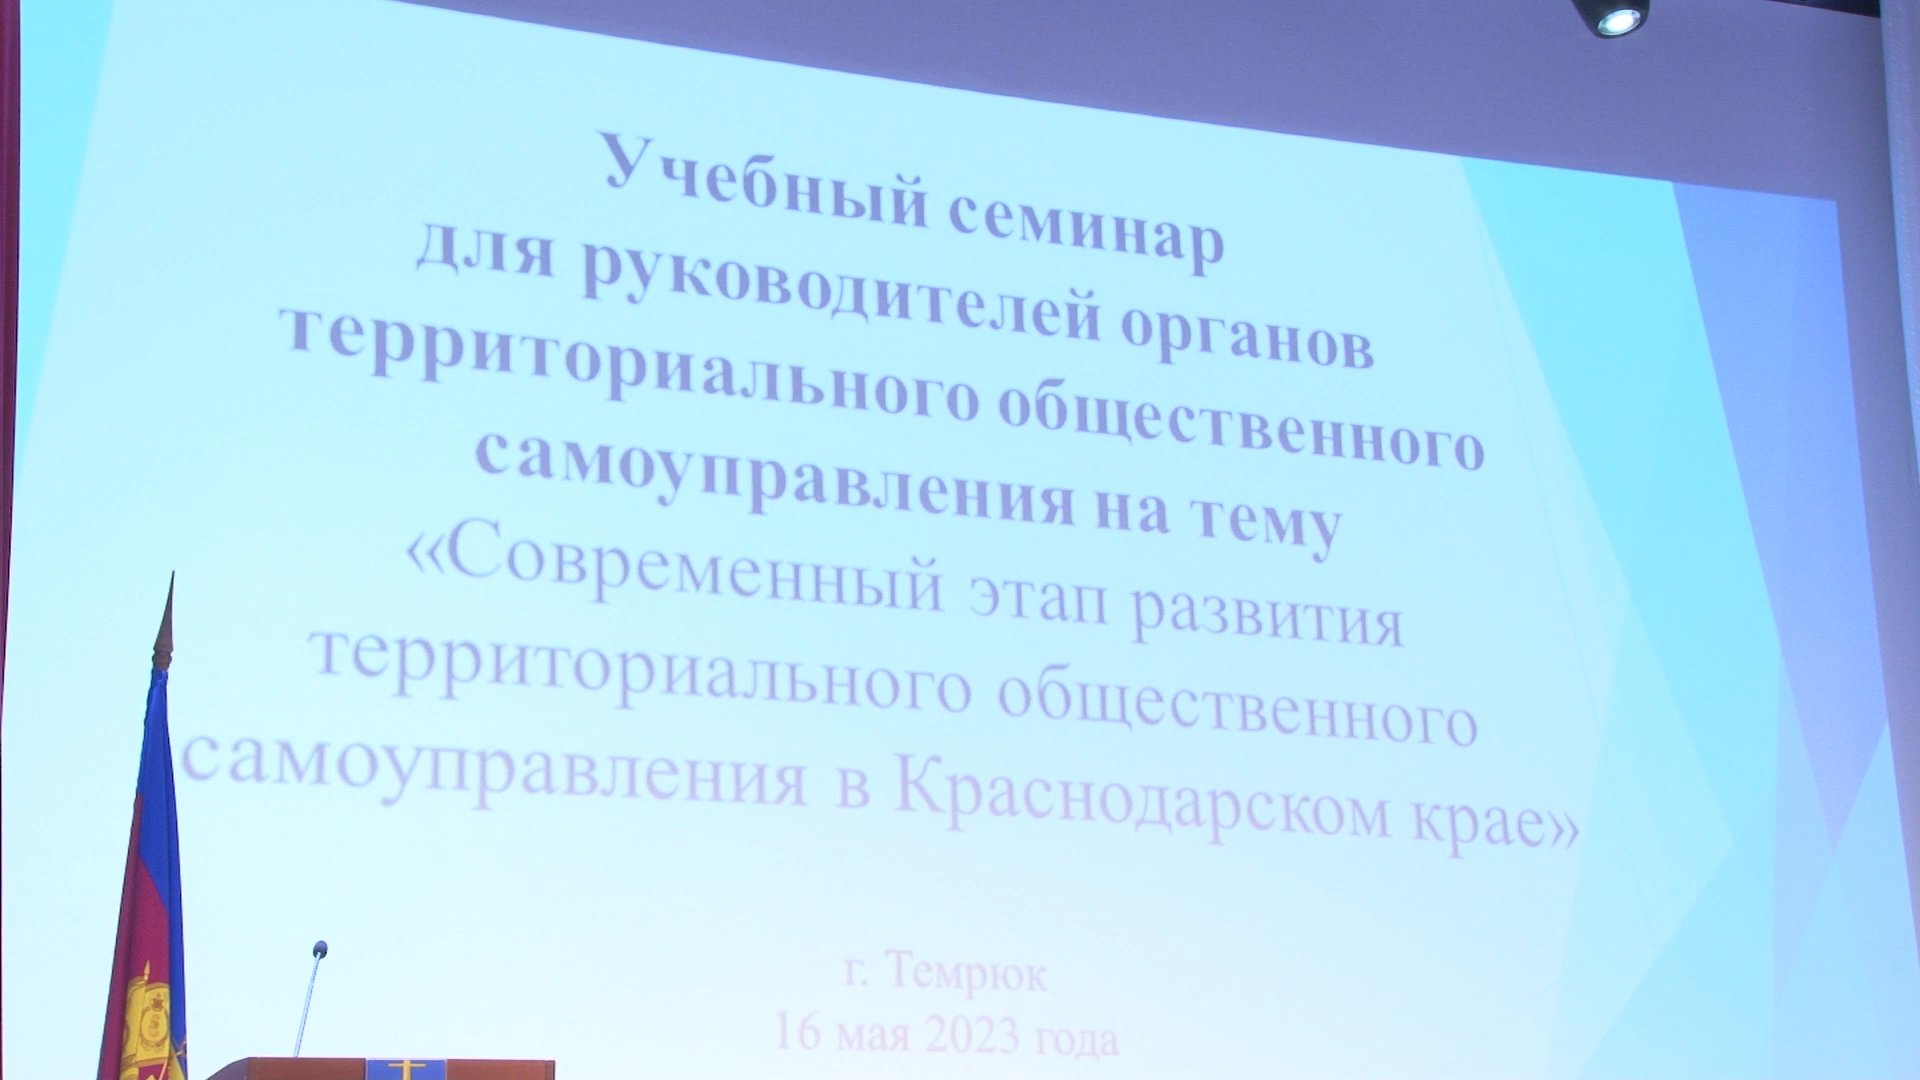 Учебный семинар
для руководителей органов
территориального общественного
самоуправления на тему
«Современный этап развития
территориального общественного
самоуправления в Краснодарском крае»
г. Темрюк
16 мая 2023 года